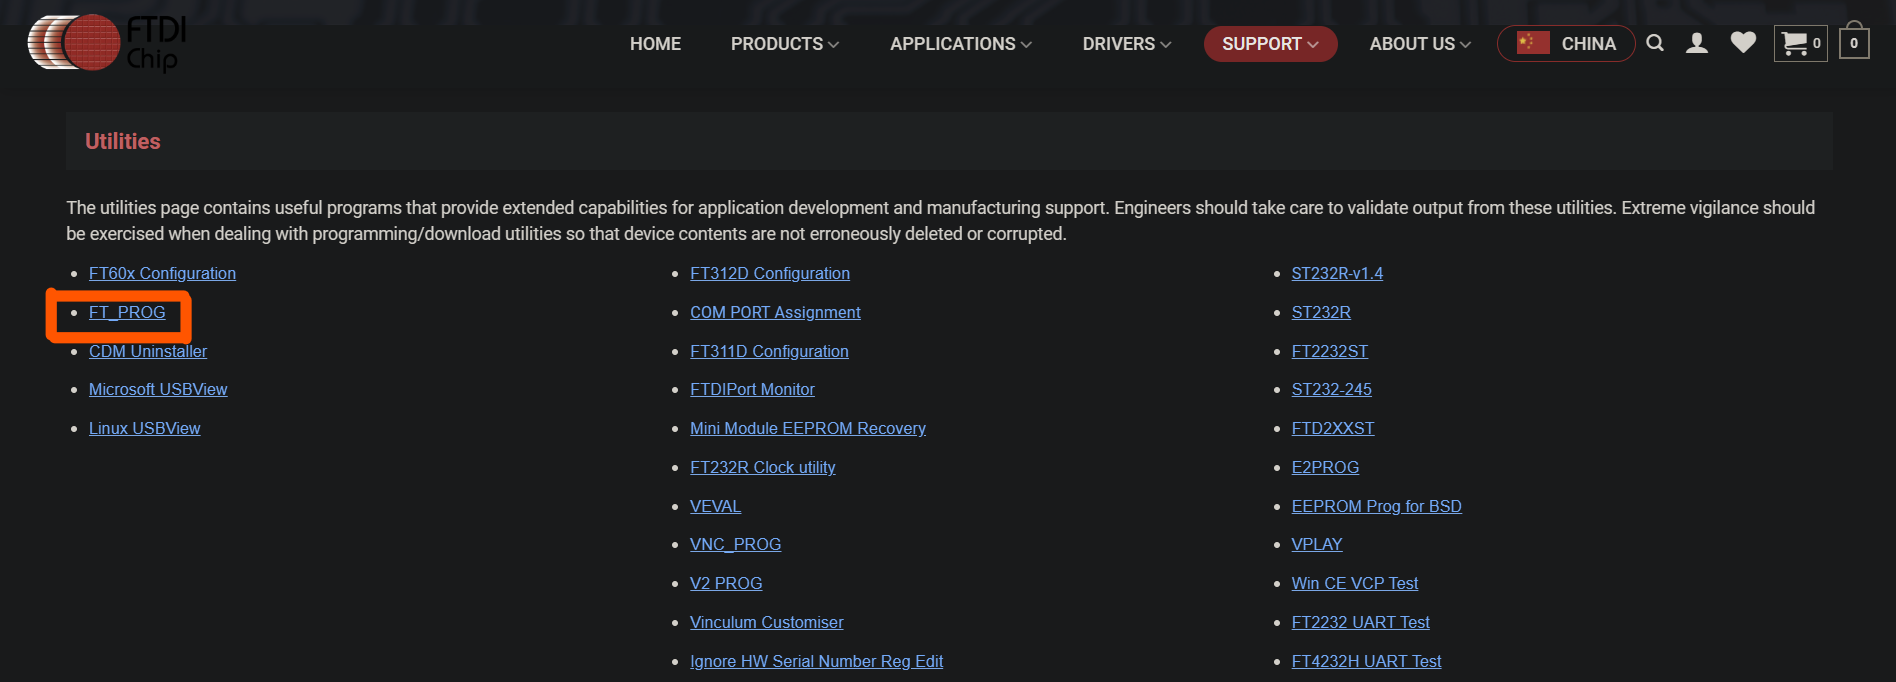 FTDI
Chip
HOME PRODUCTS APPLICATIONS DRIVERS SUPPORT ABOUT US CHINA 0 0
Utilities
The utilities page contains useful programs that provide extended capabilities for application development and manufacturing support. Engineers should take care to validate output from these utilities. Extreme vigilance should
be exercised when dealing with programming/download utilities so that device contents are not erroneously deleted or corrupted.
FT60x Configuration
FT_PROG
CDM Uninstaller
Microsoft USBView
Linux USBView
FT312D Configuration
COM PORT Assignment
FT311D Configuration
FTDIPort Monitor
Mini Module EEPROM Recovery
FT232R Clock utility
VEVAL
VNC_PROG
V2 PROG
Vinculum Customiser
Ignore HW Serial Number Reg Edit
ST232R-v1.4
ST232R
FT2232ST
ST232-245
FTD2XXST
E2PROG
EEPROM Prog for BSD
VPLAY
Win CE VCP Test
FT2232 UART Test
FT4232H UART Test